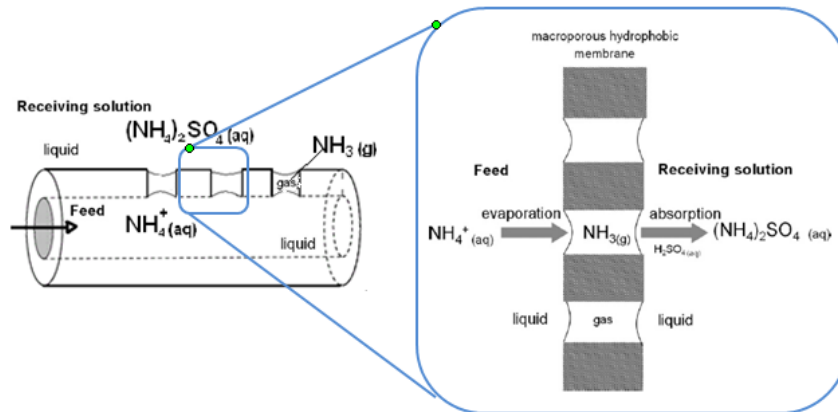 Receiving solution
(NH₄)₂SO₄(aq)
liquid
NH₃(g)
gas
Feed
NH₄⁺(aq)
liquid
macroporous hydrophobic
membrane
Feed
Receiving solution
evaporation
absorption
NH₄⁺(aq)
NH₃(g)
H₂SO₄(aq)
(NH₄)₂SO₄ (aq)
liquid
gas
liquid